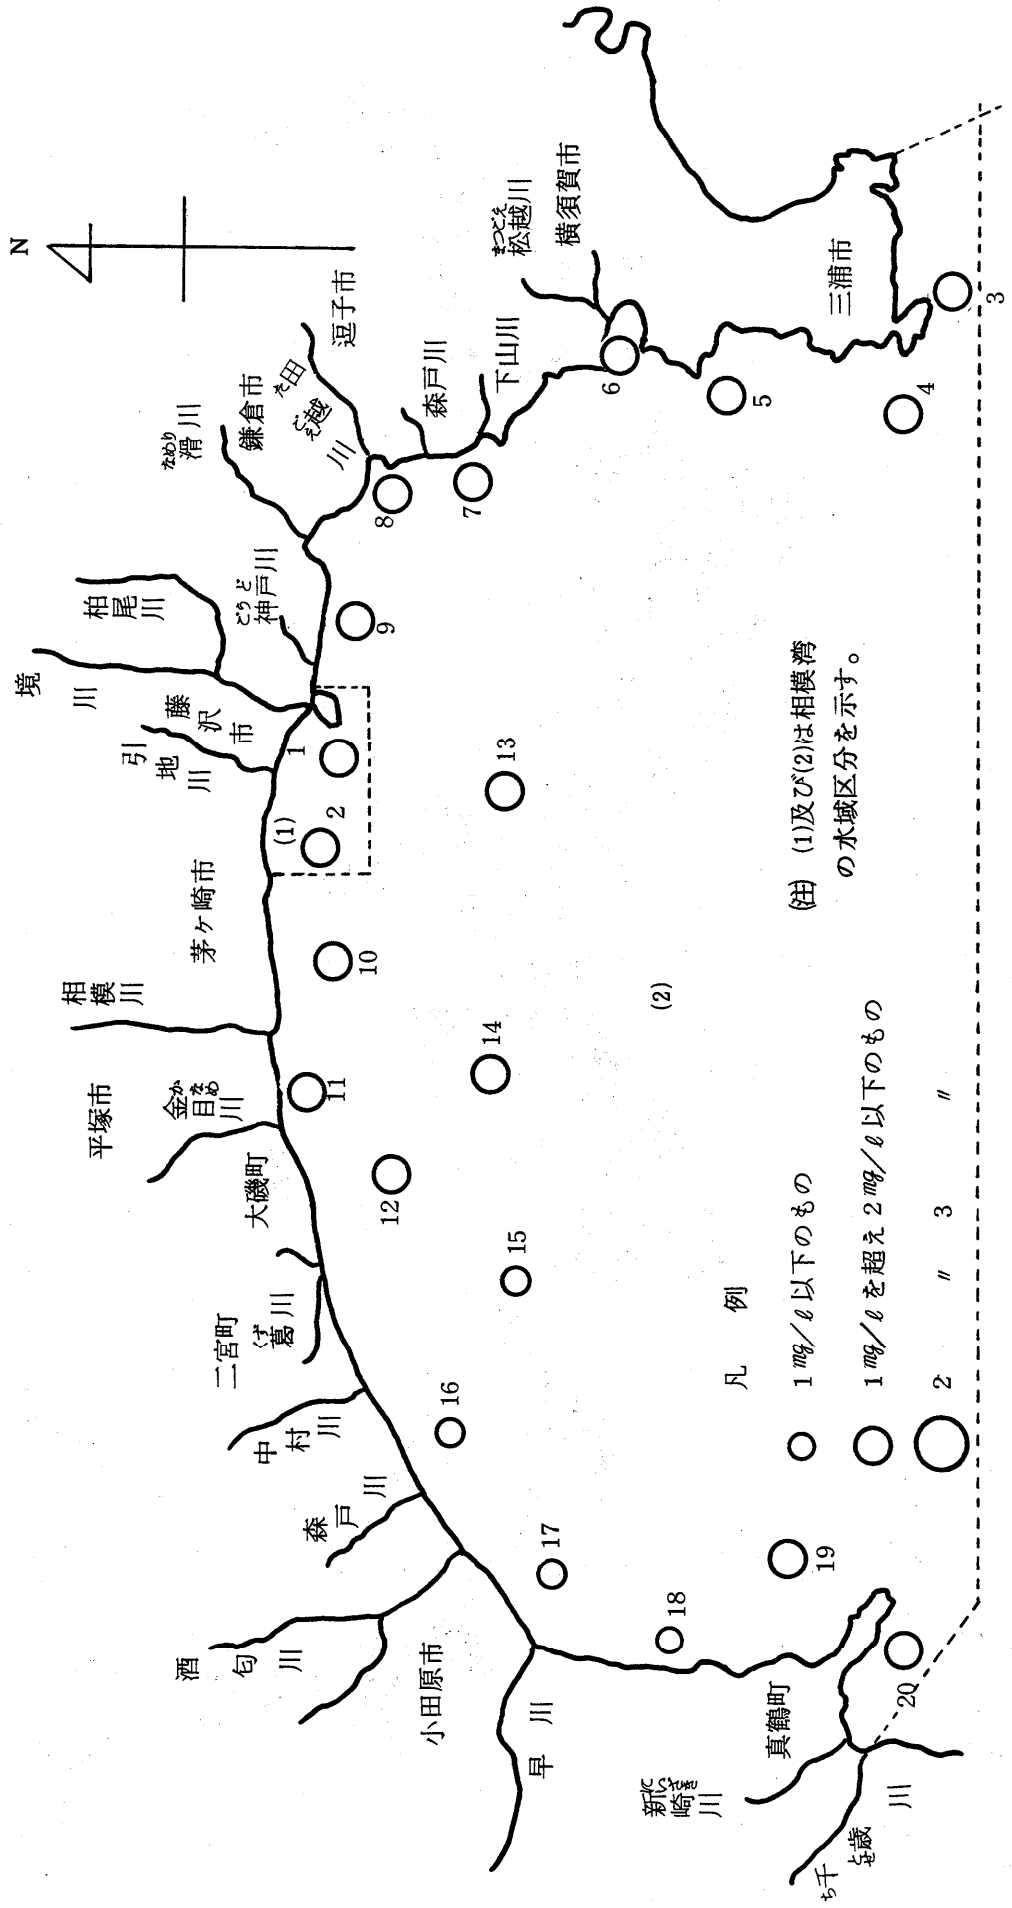 N
境川
柏尾川
滑川
なめり
鎌倉市
逗子市
田越川
たごえ
神戸川
ごうど
藤沢市
引地川
相模川
茅ヶ崎市
平塚市
金目川
かなめ
大磯町
二宮町
葛川
くず
中村川
森戸川
酒匂川
小田原市
早川
真鶴町
新崎川
にいざき
千歳川
ちとせ
森戸川
下山川
松越川
まつごえ
横須賀市
三浦市
(1)
(2)
1
2
3
4
5
6
7
8
9
10
11
12
13
14
15
16
17
18
19
20
(注) (1)及び(2)は相模湾
の水域区分を示す。
凡例
1mg/ℓ以下のもの
1mg/ℓを超え2mg/ℓ以下のもの
2 〃 3 〃